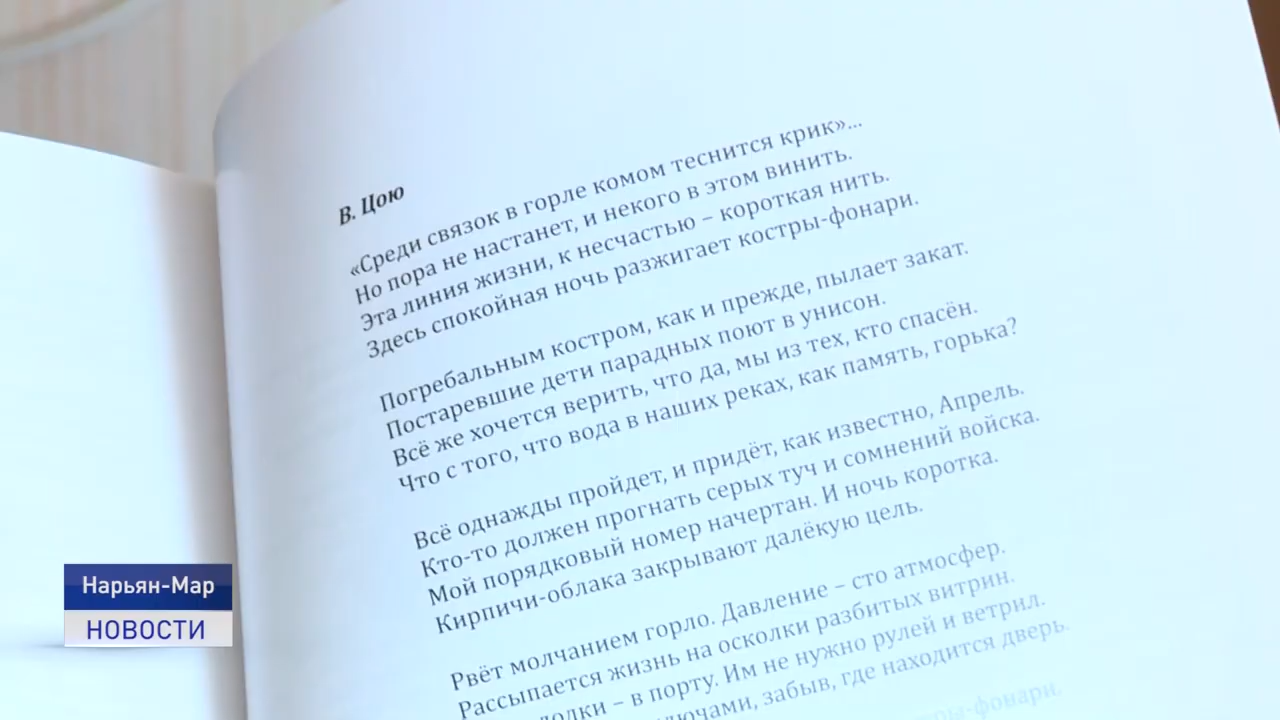 В. Цою
«Среди связок в горле комом теснится крик»...
Но пора не настанет, и некого в этом винить.
Эта линия жизни, к несчастью – короткая нить.
Здесь спокойная ночь разжигает костры-фонари.
Погребальным костром, как и прежде, пылает закат.
Постаревшие дети парадных поют в унисон.
Всё же хочется верить, что да, мы из тех, кто спасён.
Что с того, что вода в наших реках, как память, горька?
Всё однажды пройдет, и придёт, как известно, Апрель.
Кто-то должен прогнать серых туч и сомнений войска.
Мой порядковый номер начертан. И ночь коротка.
Кирпичи-облака закрывают далёкую цель.
Рвёт молчанием горло. Давление – сто атмосфер.
Рассыпается жизнь на осколки разбитых витрин.
– в порту. Им не нужно рулей и ветрил.
забыв, где находится дверь.
Нарьян-Мар
НОВОСТИ